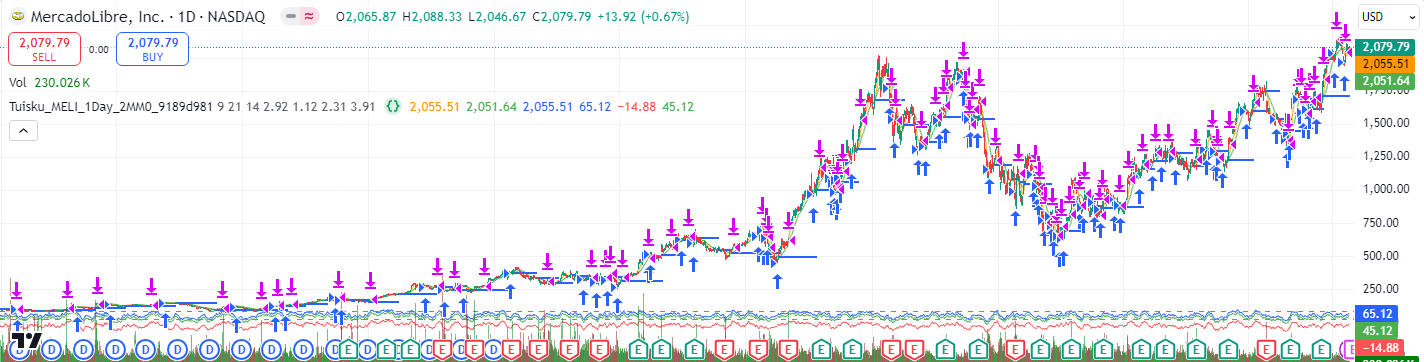 MercadoLibre, Inc. · 1D · NASDAQ O2,065.87 H2,088.33 L2,046.67 C2,079.79 +13.92 (+0.67%) USD
2,079.79 SELL 0.00 2,079.79 BUY
Vol 230.026 K
Tuisku_MELI_1Day_2MM0_9189d981 9 21 14 2.92 1.12 2.31 3.91 2,055.51 2,051.64 2,055.51 65.12 −14.88 45.12
2,079.79
2,055.51
2,051.64
1,750.00
1,500.00
1,250.00
1,000.00
750.00
500.00
250.00
65.12
45.12
−14.88
D D D D D D D D D D D E D E E E E D E D E E E E E E E E E E E E E E E E E E E E E E E E E E E